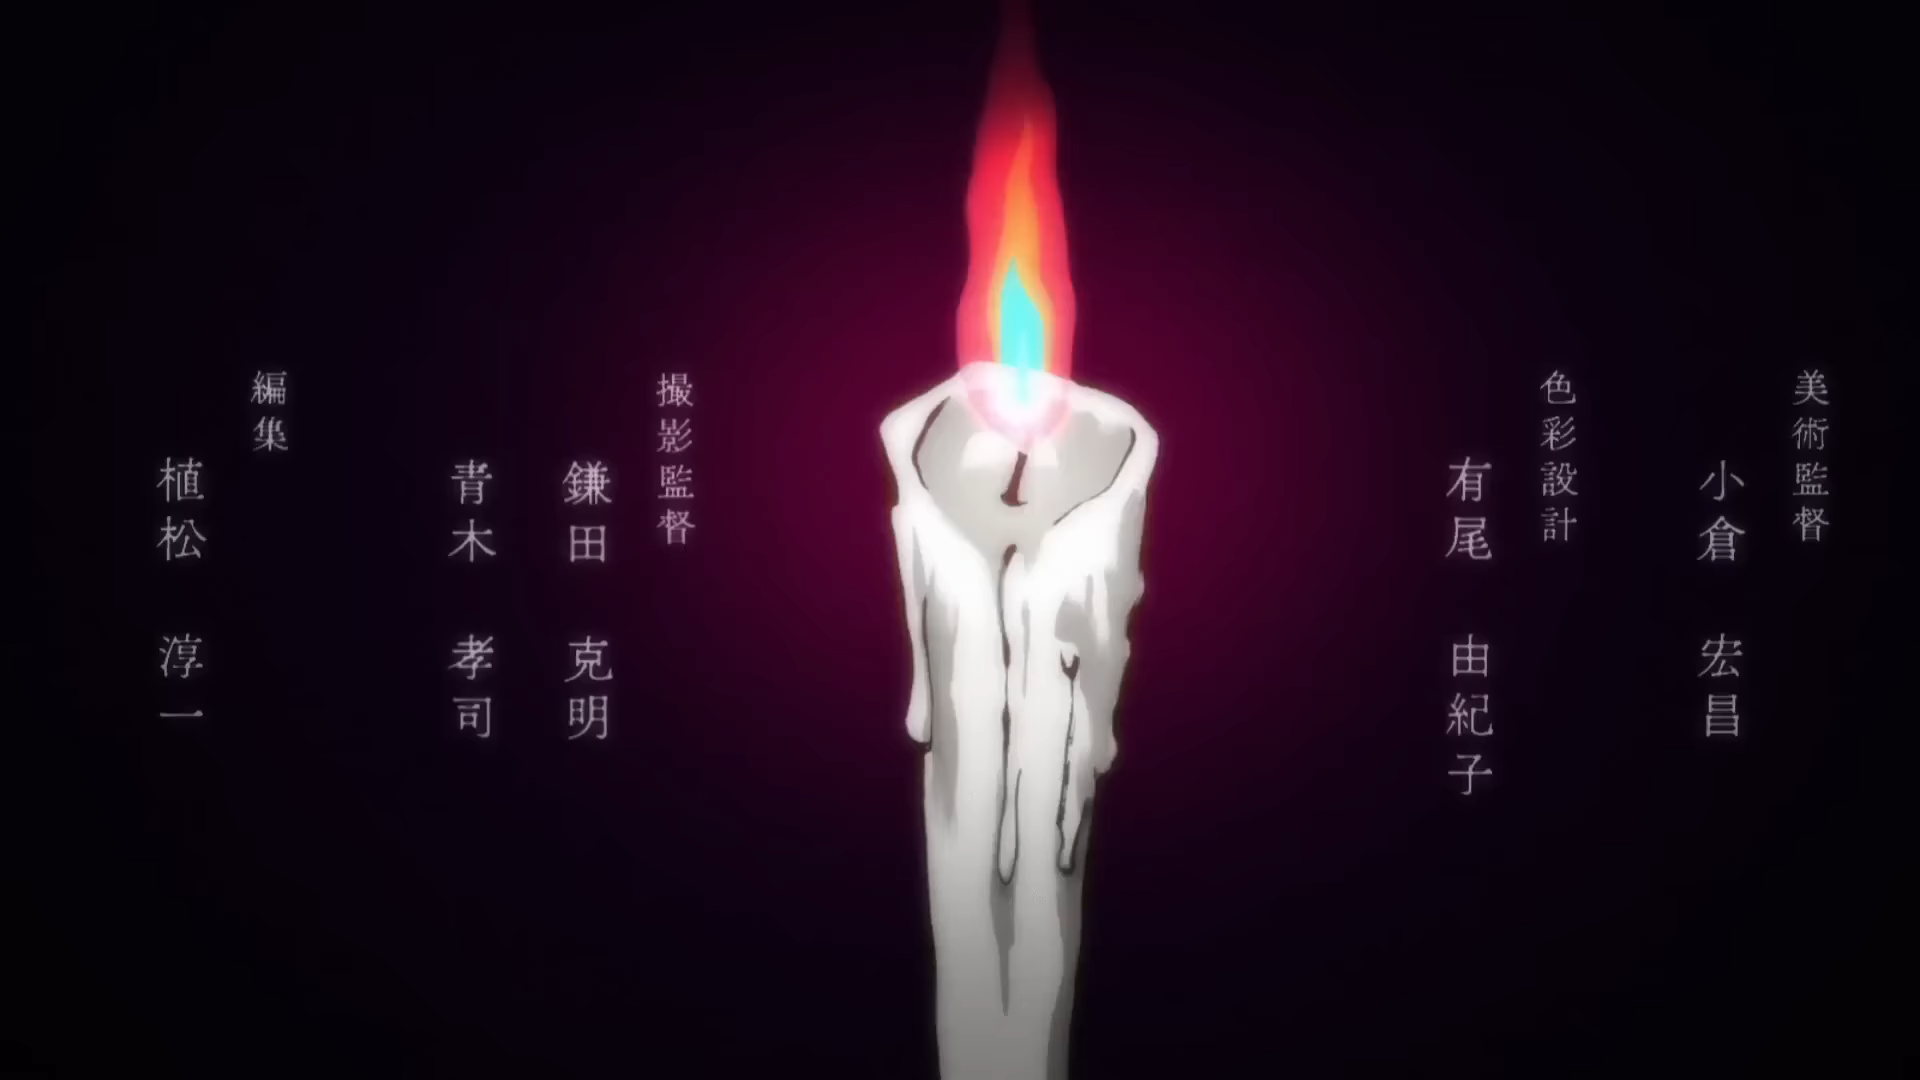 美術監督
小倉　宏昌
色彩設計
有尾　由紀子
撮影監督
鎌田　克明
青木　孝司
編集
植松　淳一